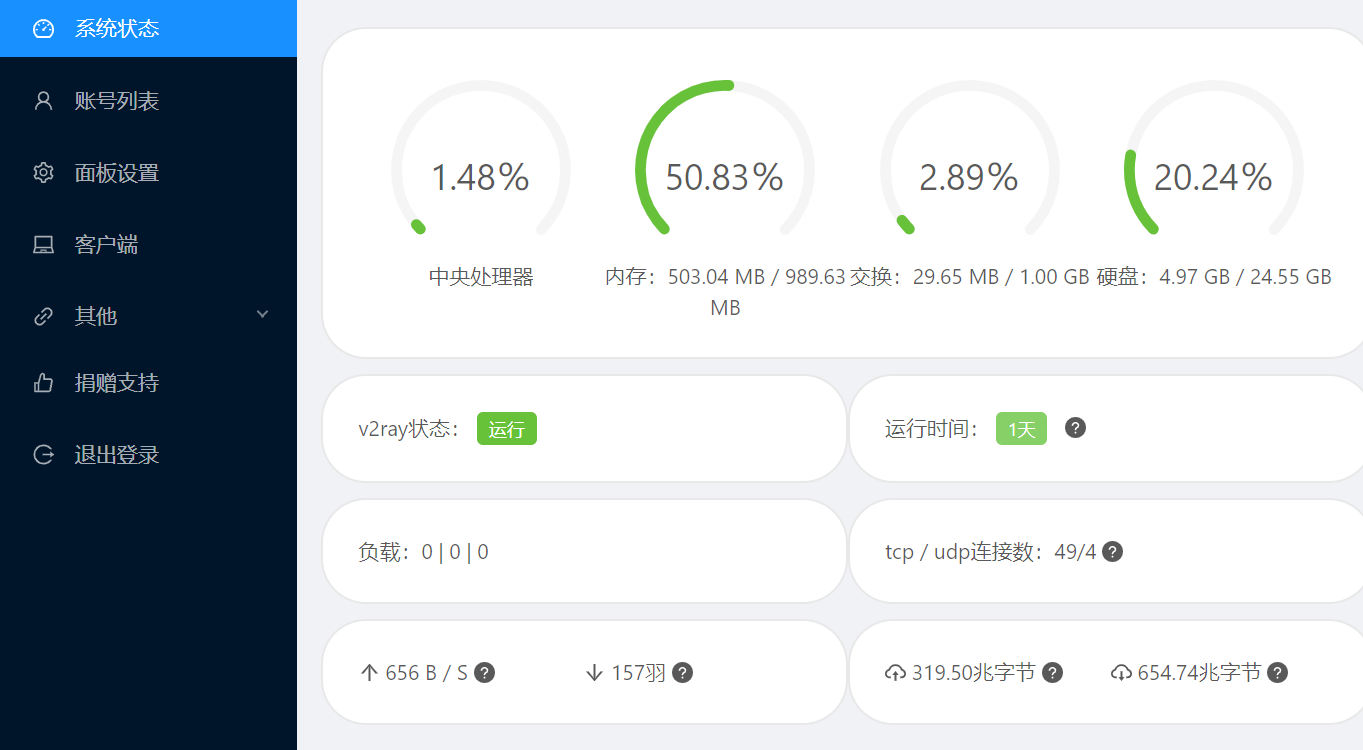 系统状态
账号列表
面板设置
客户端
其他
捐赠支持
退出登录
1.48%
50.83%
2.89%
20.24%
中央处理器
内存：503.04 MB / 989.63
MB
交换：29.65 MB / 1.00 GB
硬盘：4.97 GB / 24.55 GB
v2ray状态： 运行
运行时间： 1天 ?
负载：0 | 0 | 0
tcp / udp连接数：49/4 ?
656 B / S ?
157羽 ?
319.50兆字节 ?
654.74兆字节 ?